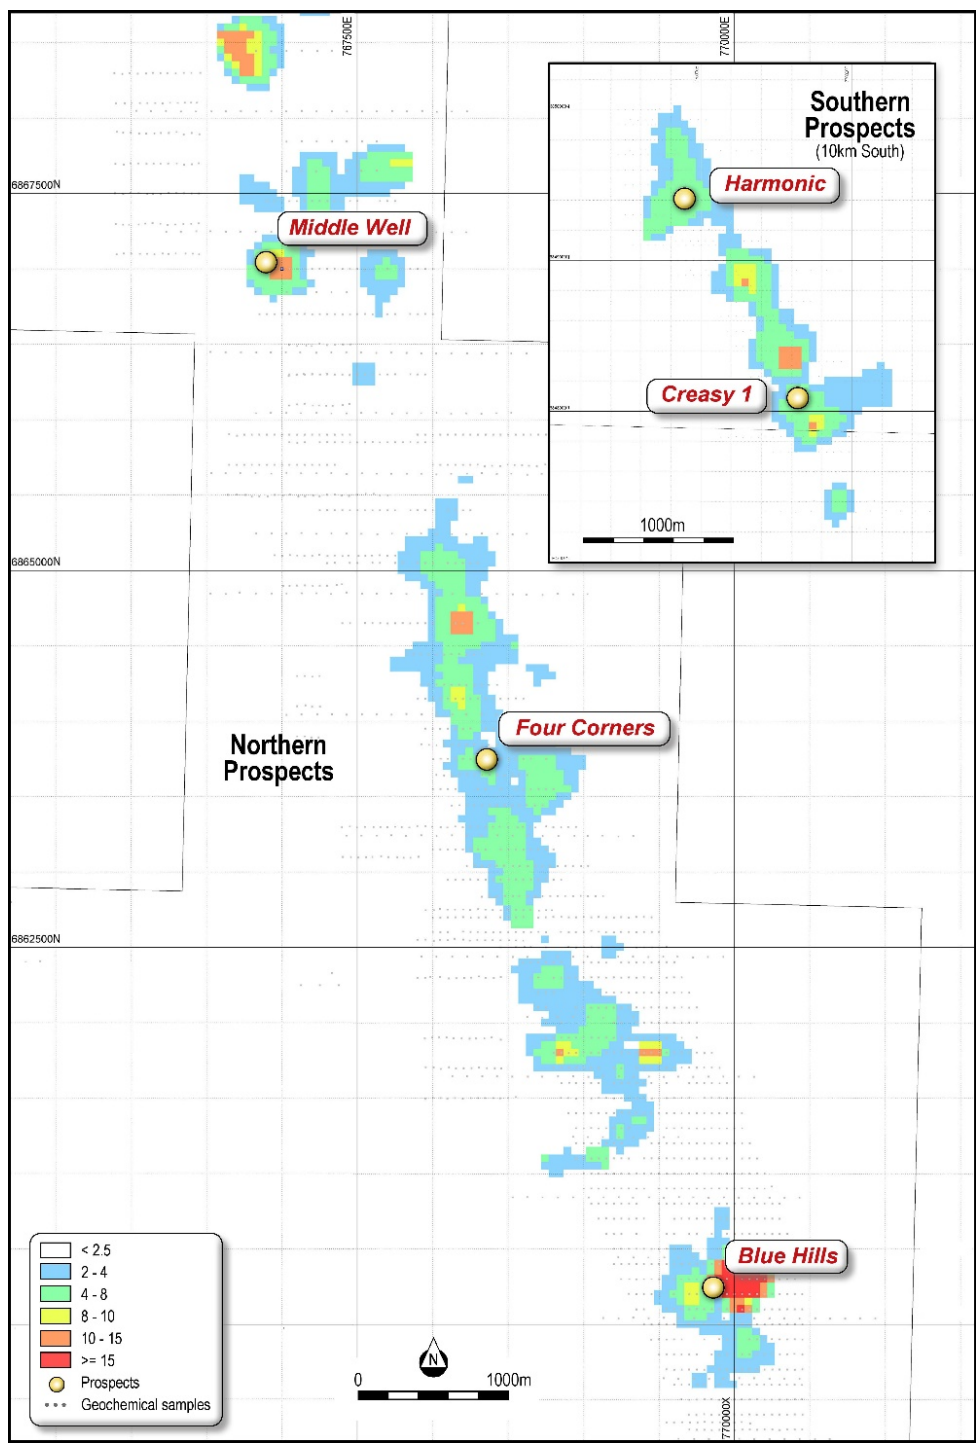 767500E
770000E
Southern
Prospects
(10km South)
Harmonic
6867500N
Middle Well
Creasy 1
1000m
6865000N
Four Corners
Northern
Prospects
6862500N
Blue Hills
< 2.5
2 - 4
4 - 8
8 - 10
10 - 15
>= 15
Prospects
Geochemical samples
N
0 1000m
770000X